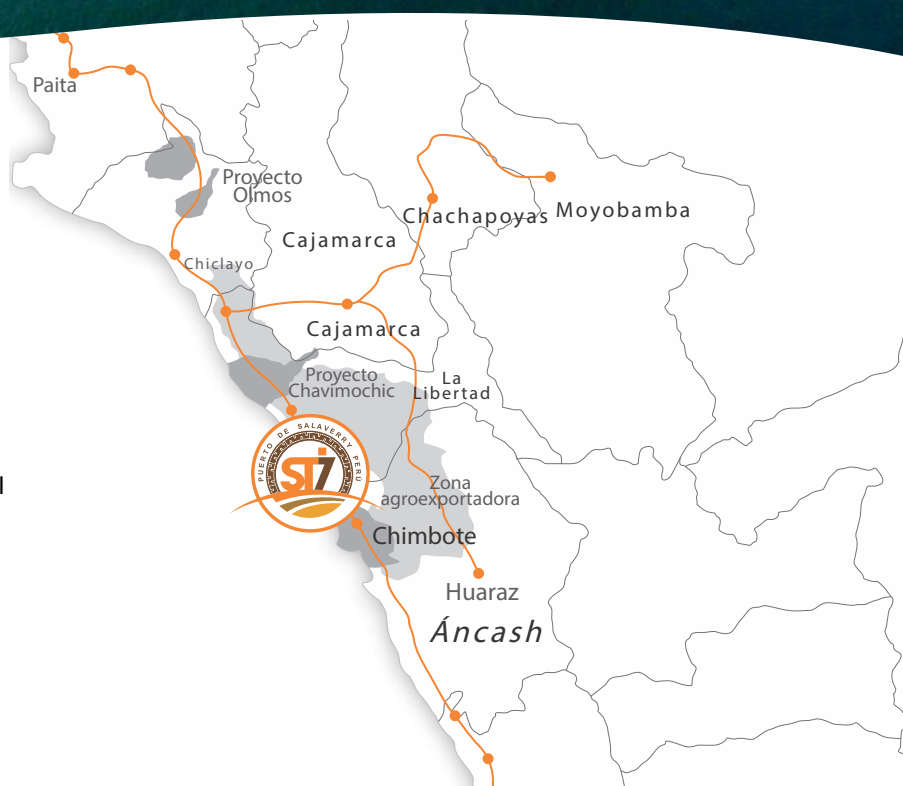 Paita
Proyecto
Olmos
Chachapoyas
Moyobamba
Cajamarca
Chiclayo
Cajamarca
Proyecto
Chavimochic
La
Libertad
PUERTO DE SALAVERRY PERÚ
STi7
Zona
agroexportadora
l
Chimbote
Huaraz
Áncash